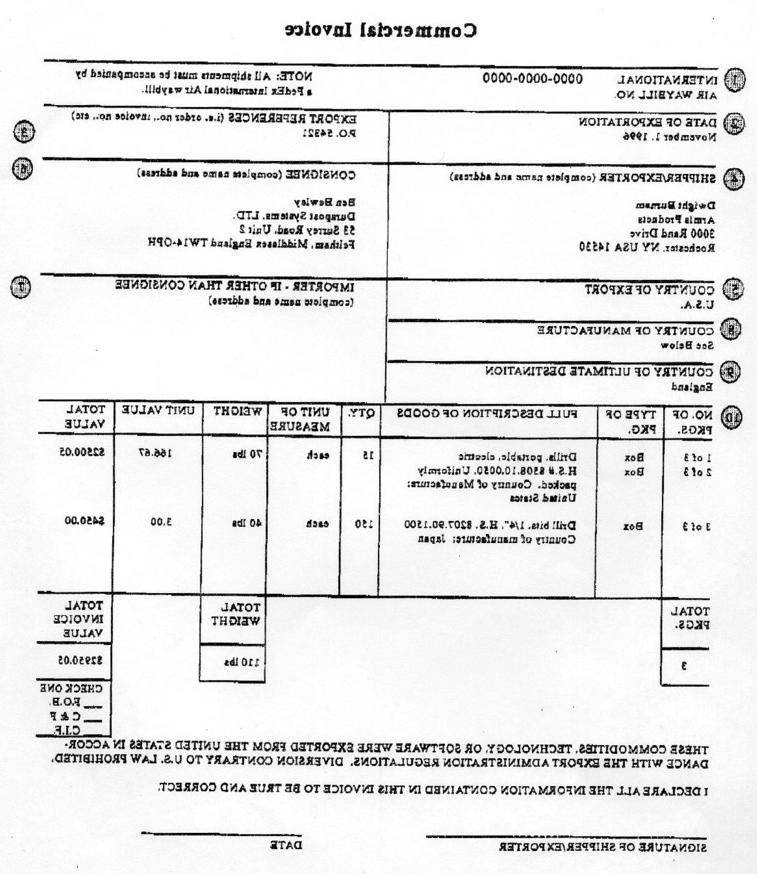 Commercial Invoice
1 INTERNATIONAL 0000-0000-0000
AIR WAYBILL NO.
NOTE: All shipments must be accompanied by
a FedEx International Air waybill.
2 DATE OF EXPORTATION
November 1, 1996
EXPORT REFERENCES (i.e. order no., invoice no., etc) 3
P.O. 54321
4 SHIPPER/EXPORTER (complete name and address)
Dwight Burnam
Products
3000 Rand Drive
Rochester, NY USA 14530
CONSIGNEE (complete name and address) 6
Ben Bewley
Durapost Systems, LTD.
53 Surrey Road, Unit 2
Feltham, Middlesex England TW14-OPH
5 COUNTRY OF EXPORT
U.S.A.
IMPORTER - IF OTHER THAN CONSIGNEE 7
(complete name and address)
8 COUNTRY OF MANUFACTURE
See Below
9 COUNTRY OF ULTIMATE DESTINATION
England
10 NO. OF TYPE OF FULL DESCRIPTION OF GOODS QTY. UNIT OF WEIGHT UNIT VALUE TOTAL
PKGS. PKG. MEASURE VALUE
1 of 3 Box Drills, portable, electric 15 each 70 lbs 166.67 $2500.05
2 of 3 Box H.S.# 8508.10.0050. Uniformly
packed. Country of Manufacture:
United States
3 of 3 Box Drill bits, 1/4". H.S. 8207.90.1500 150 each 40 lbs 3.00 $450.00
Country of manufacture: Japan
TOTAL
PKGS.
TOTAL
WEIGHT
TOTAL
INVOICE
VALUE
3 110 lbs $2950.05
CHECK ONE
__ F.O.B.
__ C & F
__ C.I.F.
THESE COMMODITIES, TECHNOLOGY, OR SOFTWARE WERE EXPORTED FROM THE UNITED STATES IN ACCOR-
DANCE WITH THE EXPORT ADMINISTRATION REGULATIONS. DIVERSION CONTRARY TO U.S. LAW PROHIBITED.
I DECLARE ALL THE INFORMATION CONTAINED IN THIS INVOICE TO BE TRUE AND CORRECT.
SIGNATURE OF SHIPPER/EXPORTER DATE